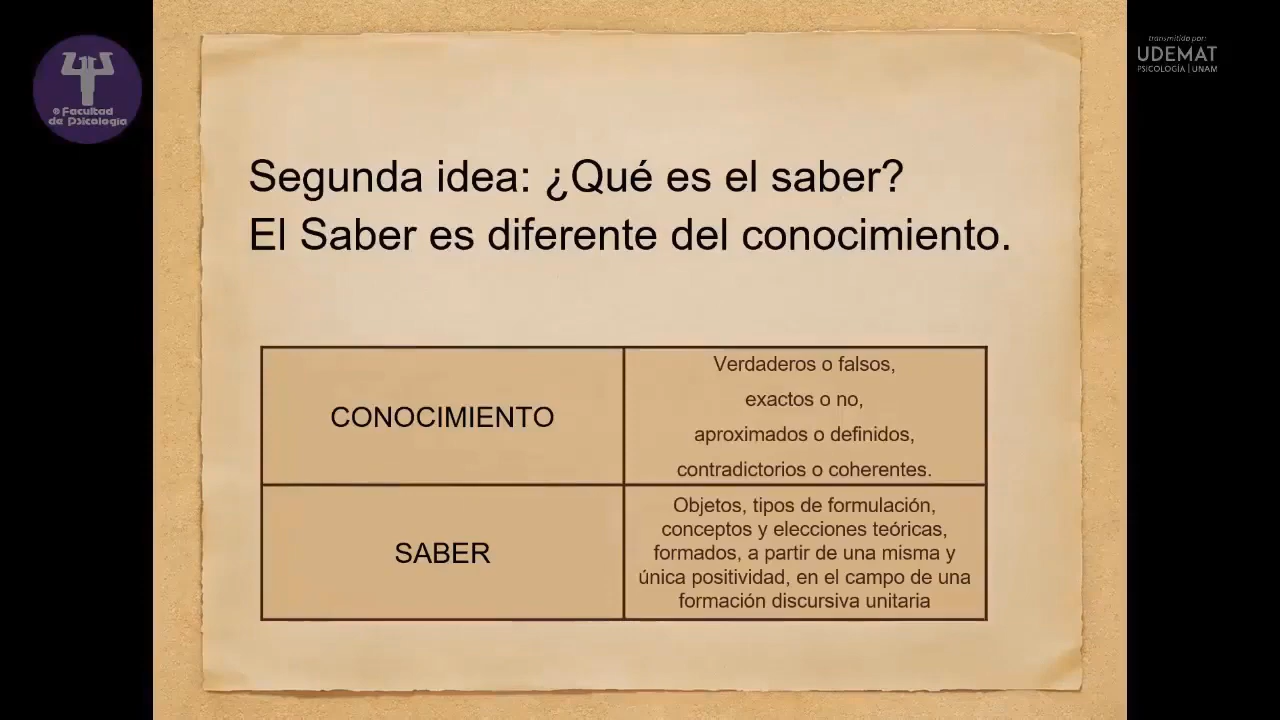 © Facultad
de Psicología
transmitido por:
UDEMAT
PSICOLOGÍA | UNAM
Segunda idea: ¿Qué es el saber?
El Saber es diferente del conocimiento.
CONOCIMIENTO
Verdaderos o falsos,
exactos o no,
aproximados o definidos,
contradictorios o coherentes.
SABER
Objetos, tipos de formulación,
conceptos y elecciones teóricas,
formados, a partir de una misma y
única positividad, en el campo de una
formación discursiva unitaria